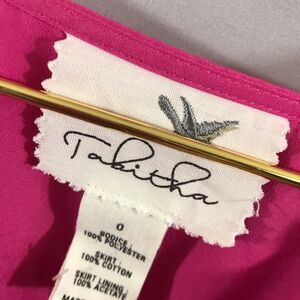 Tabitha
0
BODICE:
100% POLYESTER
SKIRT:
100% COTTON
SKIRT LINING:
100% ACETATE